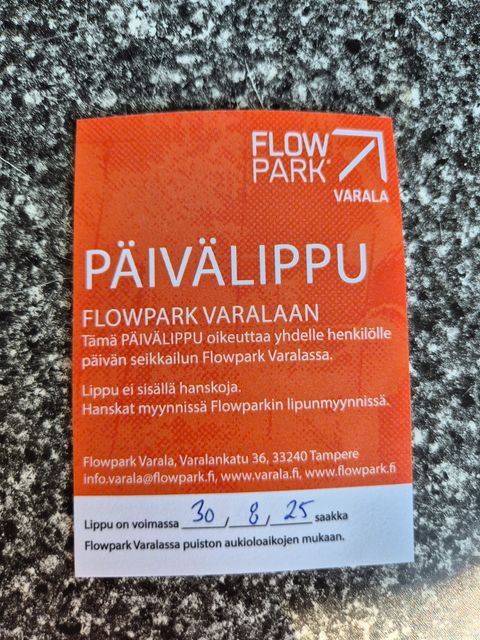 FLOW
PARK®
VARALA
PÄIVÄLIPPU
FLOWPARK VARALAAN
Tämä PÄIVÄLIPPU oikeuttaa yhdelle henkilölle
päivän seikkailun Flowpark Varalassa.
Lippu ei sisällä hanskoja.
Hanskat myynnissä Flowparkin lipunmyynnissä.
Flowpark Varala, Varalankatu 36, 33240 Tampere
info.varala@flowpark.fi, www.varala.fi, www.flowpark.fi
Lippu on voimassa 30 / 8 / 25 saakka
Flowpark Varalassa puiston aukioloaikojen mukaan.